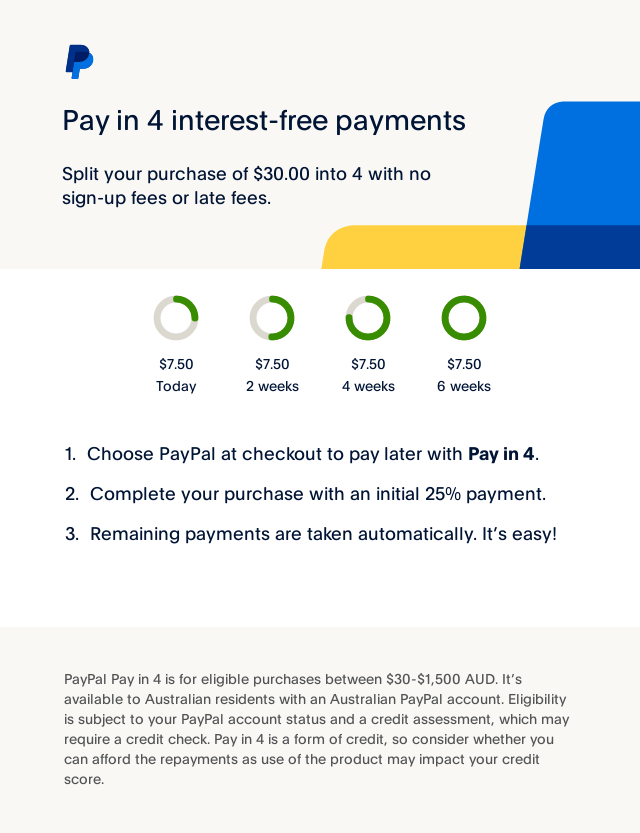 Pay in 4 interest-free payments
Split your purchase of $30.00 into 4 with no
sign-up fees or late fees.
$7.50 $7.50 $7.50 $7.50
Today 2 weeks 4 weeks 6 weeks
1. Choose PayPal at checkout to pay later with Pay in 4.
2. Complete your purchase with an initial 25% payment.
3. Remaining payments are taken automatically. It’s easy!
PayPal Pay in 4 is for eligible purchases between $30-$1,500 AUD. It’s
available to Australian residents with an Australian PayPal account. Eligibility
is subject to your PayPal account status and a credit assessment, which may
require a credit check. Pay in 4 is a form of credit, so consider whether you
can afford the repayments as use of the product may impact your credit
score.